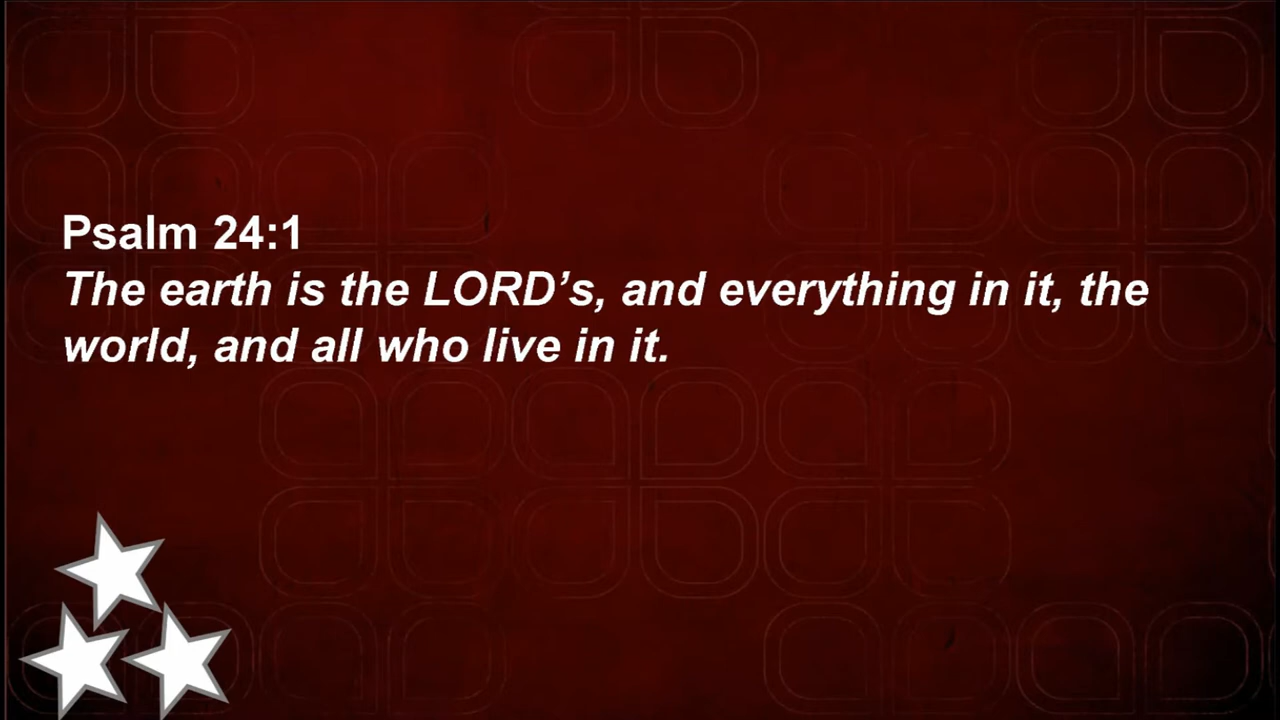 Psalm 24:1
The earth is the LORD’s, and everything in it, the
world, and all who live in it.